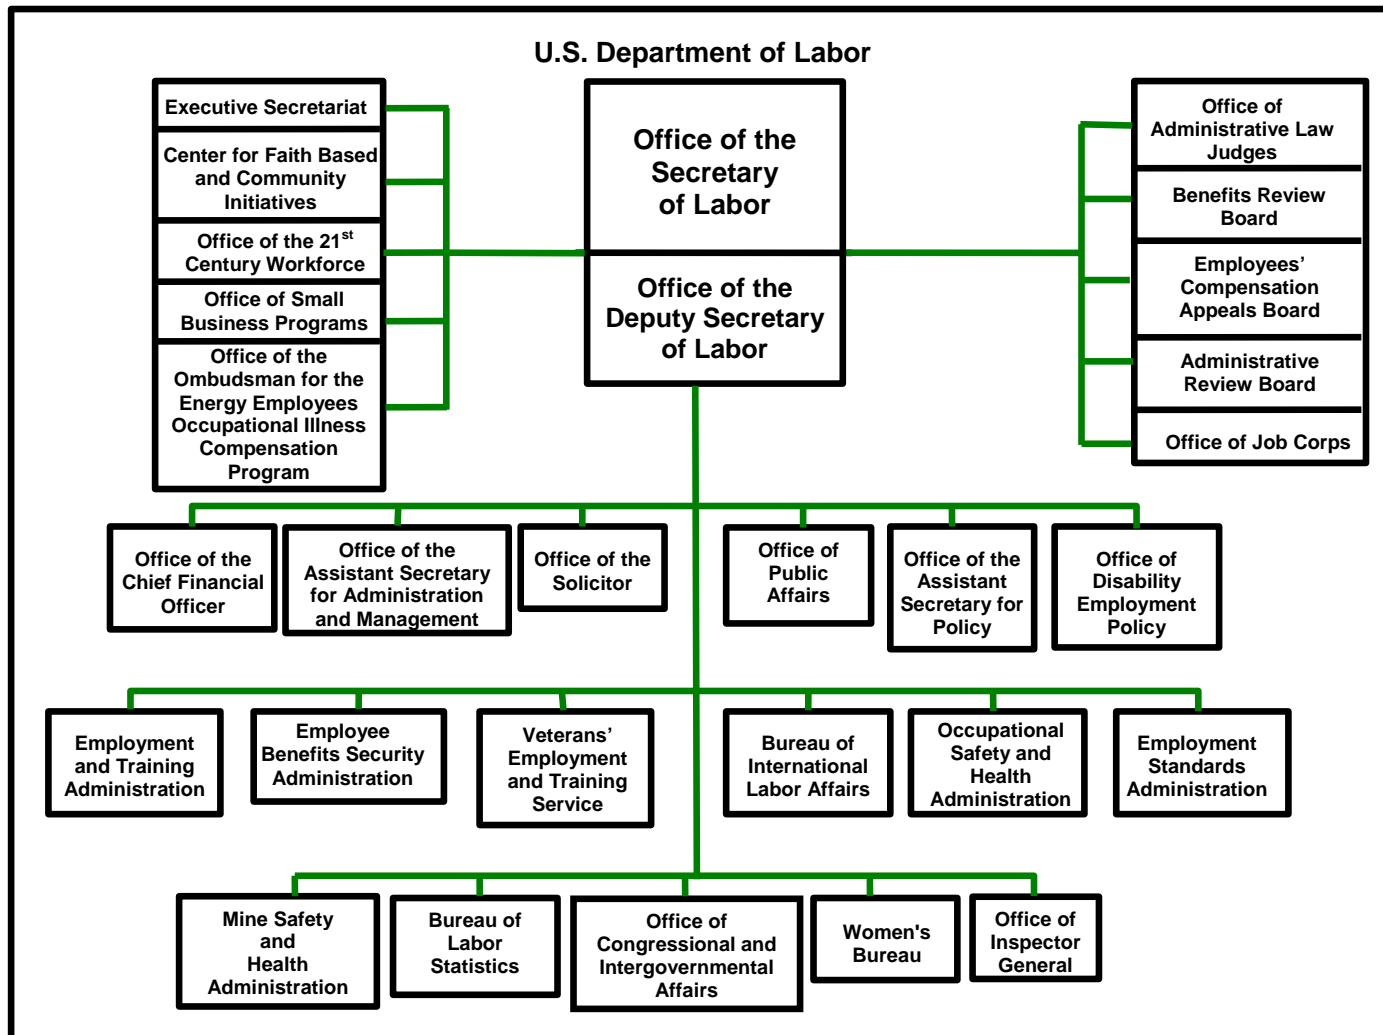 U.S. Department of Labor
Executive Secretariat
Center for Faith Based
and Community
Initiatives
Office of the 21st
Century Workforce
Office of Small
Business Programs
Office of the
Ombudsman for the
Energy Employees
Occupational Illness
Compensation
Program
Office of the
Secretary
of Labor
Office of the
Deputy Secretary
of Labor
Office of
Administrative Law
Judges
Benefits Review
Board
Employees’
Compensation
Appeals Board
Administrative
Review Board
Office of Job Corps
Office of the
Chief Financial
Officer
Office of the
Assistant Secretary
for Administration
and Management
Office of the
Solicitor
Office of
Public
Affairs
Office of the
Assistant
Secretary for
Policy
Office of
Disability
Employment
Policy
Employment
and Training
Administration
Employee
Benefits Security
Administration
Veterans’
Employment
and Training
Service
Bureau of
International
Labor Affairs
Occupational
Safety and
Health
Administration
Employment
Standards
Administration
Mine Safety
and
Health
Administration
Bureau of
Labor
Statistics
Office of
Congressional and
Intergovernmental
Affairs
Women's
Bureau
Office of
Inspector
General